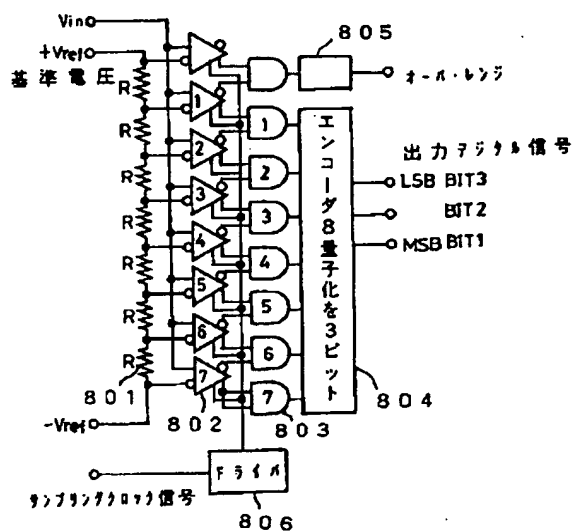 Vin
+Vref
基準電圧
R
R
R
R
R
R
R
801
-Vref
1
2
3
4
5
6
7
802
1
2
3
4
5
6
7
803
805
オーバ・レンジ
エンコーダ8量子化を3ビット
804
出力デジタル信号
LSB BIT3
BIT2
MSB BIT1
ドライバ
806
サンプリングクロック信号